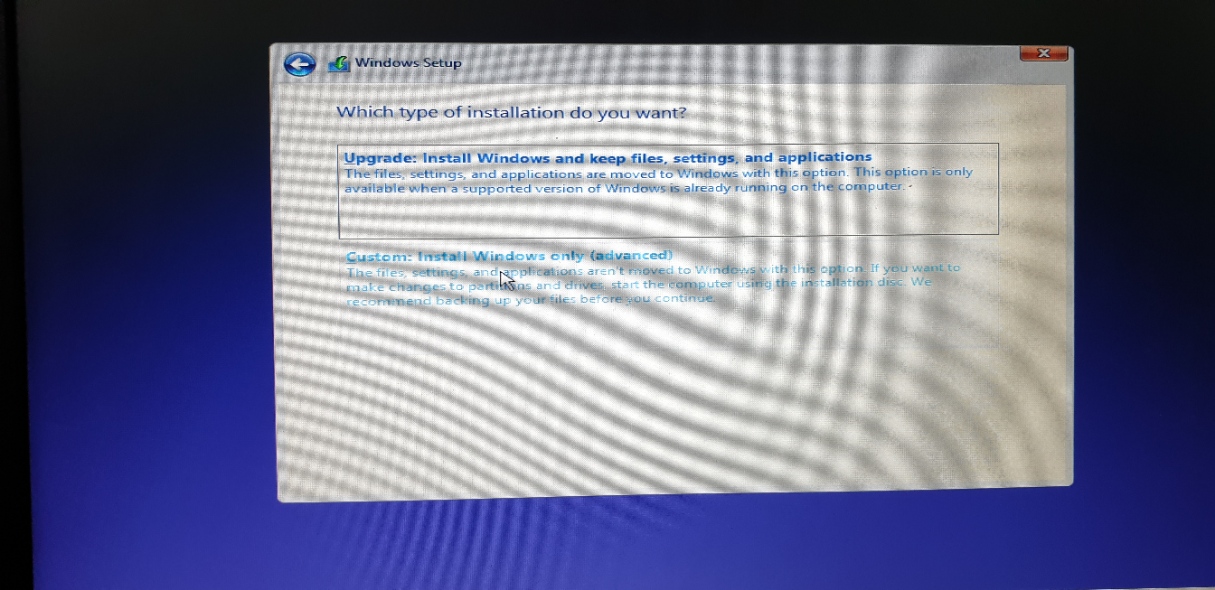 Windows Setup
Which type of installation do you want?
Upgrade: Install Windows and keep files, settings, and applications
The files, settings, and applications are moved to Windows with this option. This option is only
available when a supported version of Windows is already running on the computer.
Custom: Install Windows only (advanced)
The files, settings, and applications aren't moved to Windows with this option. If you want to
make changes to partitions and drives, start the computer using the installation disc. We
recommend backing up your files before you continue.